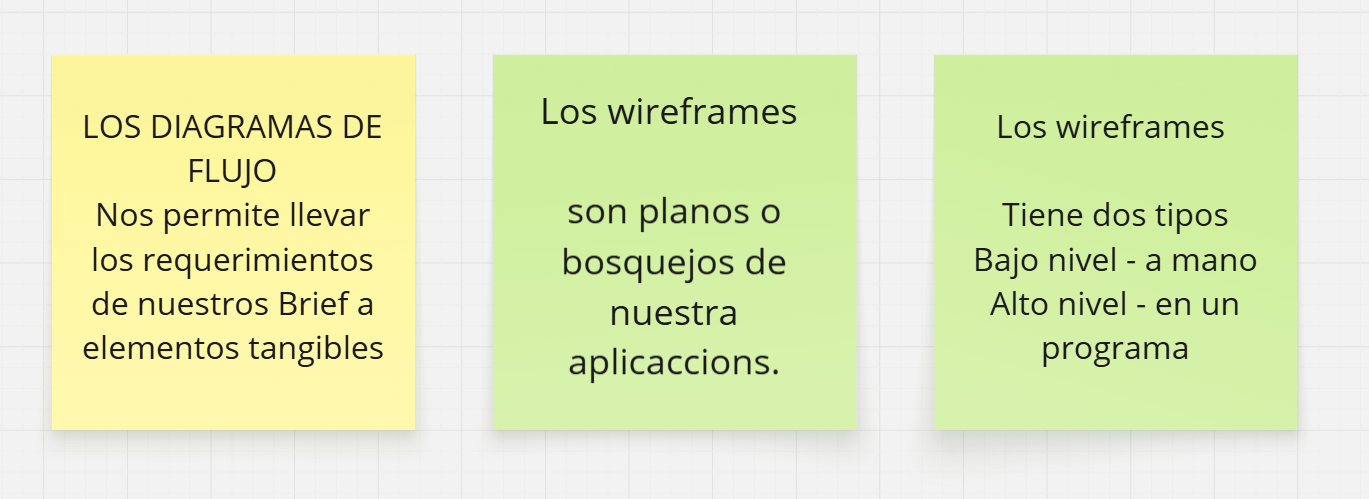 LOS DIAGRAMAS DE
FLUJO
Nos permite llevar
los requerimientos
de nuestros Brief a
elementos tangibles
Los wireframes
son planos o
bosquejos de
nuestra
aplicaccions.
Los wireframes
Tiene dos tipos
Bajo nivel - a mano
Alto nivel - en un
programa